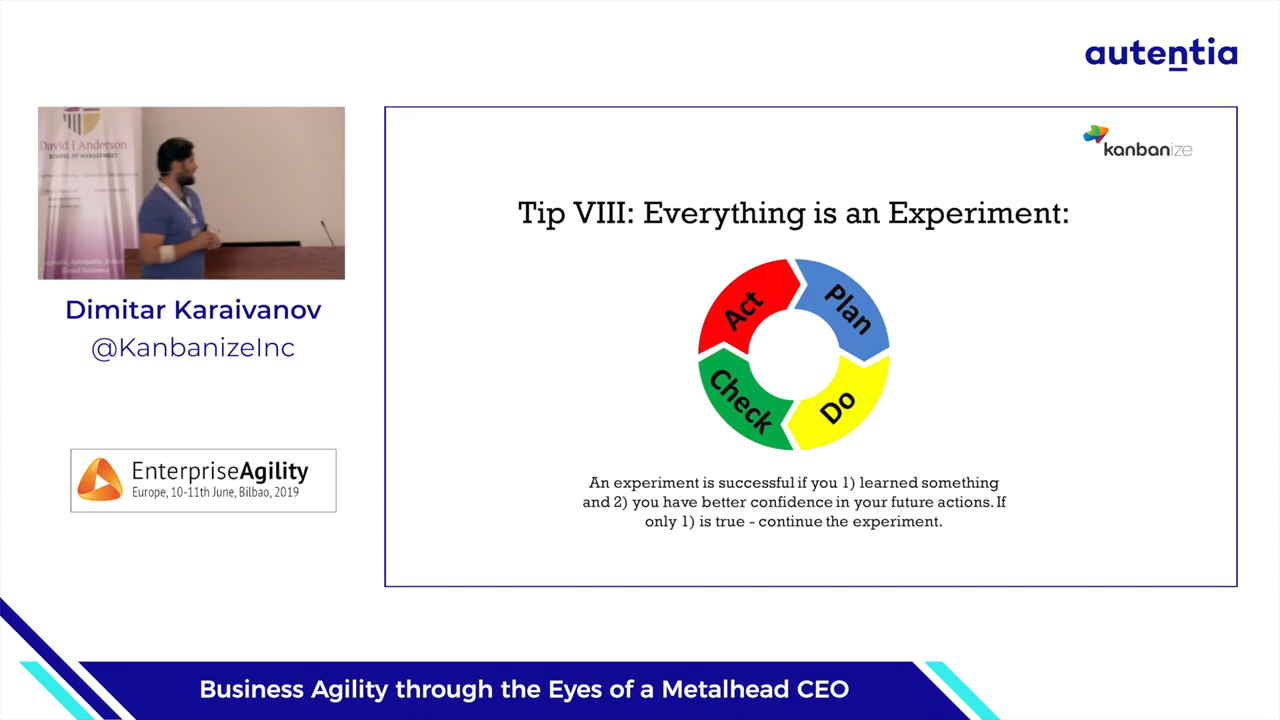 autentia
David J Anderson
SCHOOL OF MANAGEMENT
kanbanize
Tip VIII: Everything is an Experiment:
Act
Plan
Check
Do
An experiment is successful if you 1) learned something
and 2) you have better confidence in your future actions. If
only 1) is true - continue the experiment.
Dimitar Karaivanov
@KanbanizeInc
EnterpriseAgility
Europe, 10-11th June, Bilbao, 2019
Business Agility through the Eyes of a Metalhead CEO